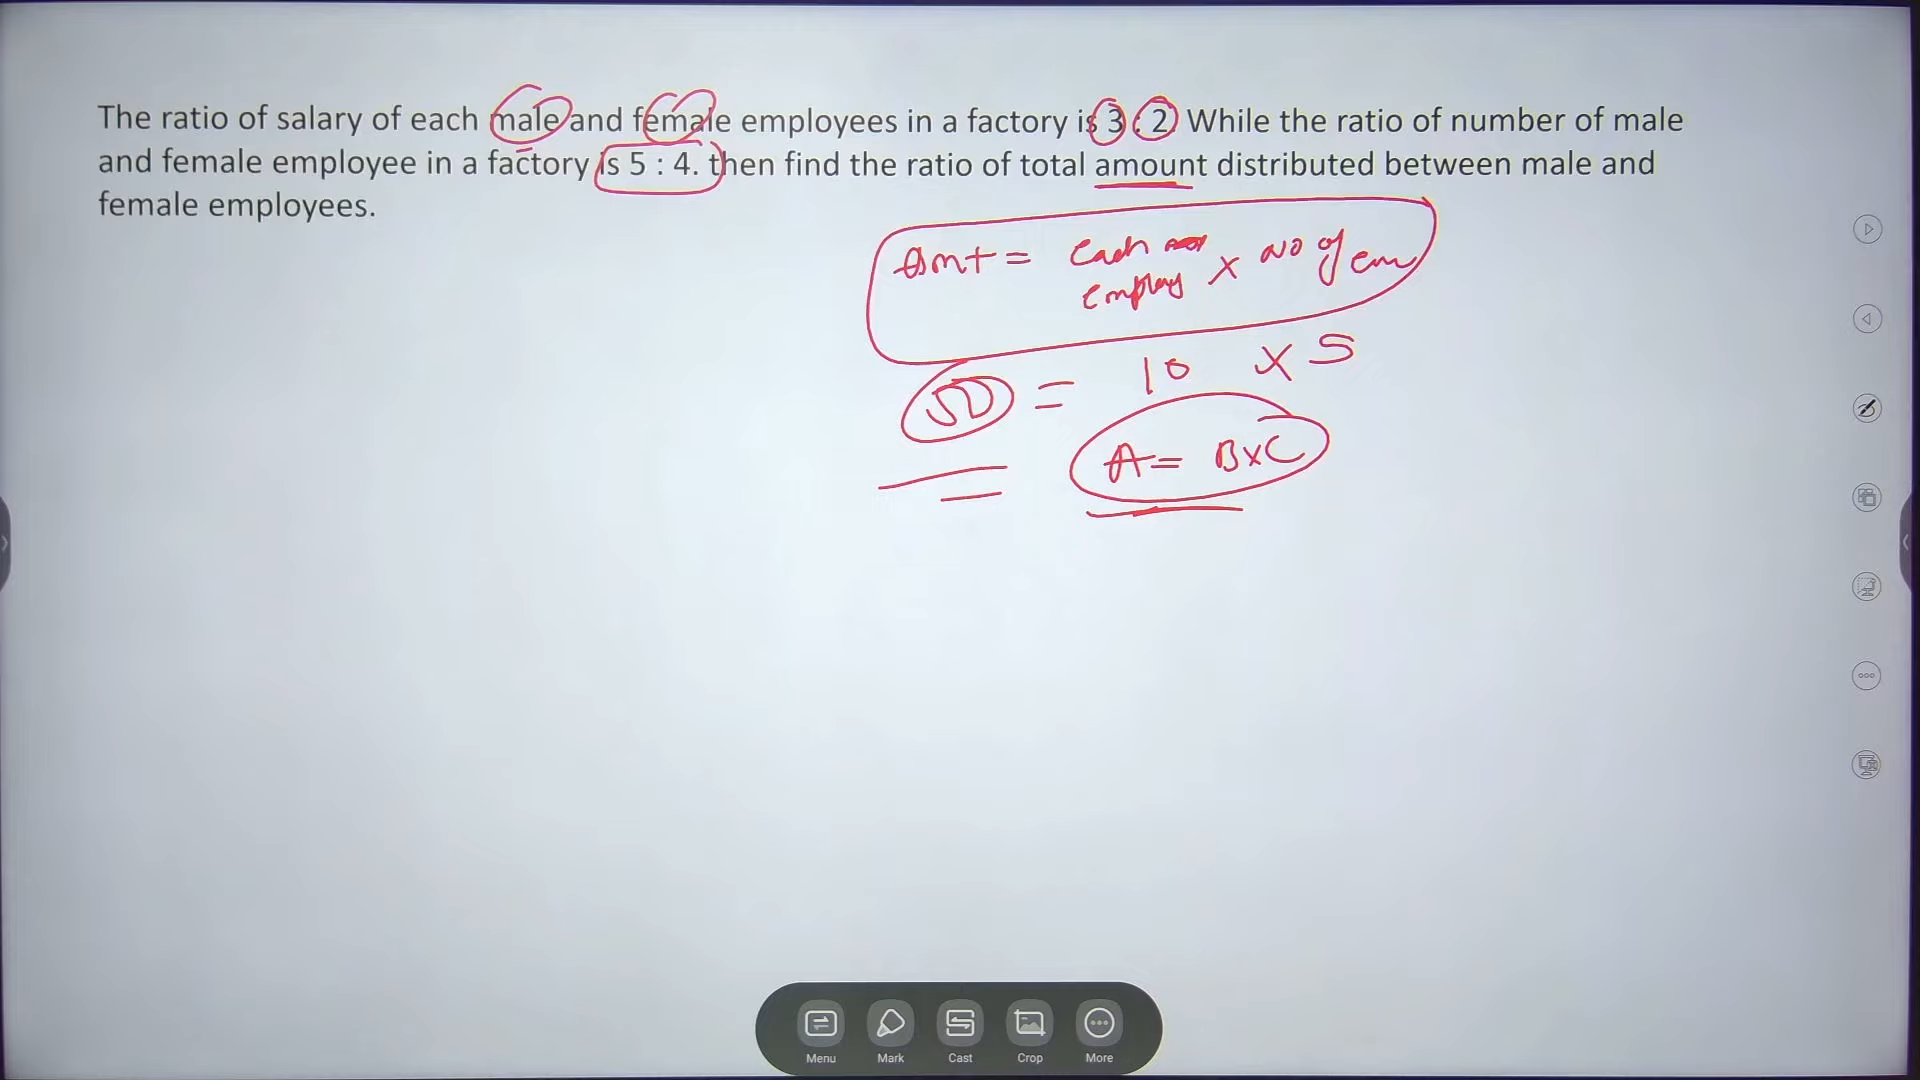 The ratio of salary of each male and female employees in a factory is 3 : 2 While the ratio of number of male
and female employee in a factory is 5 : 4. then find the ratio of total amount distributed between male and
female employees.
Amt = each employ × No of em
50 = 10 × 5
A = B×C
Menu Mark Cast Crop More